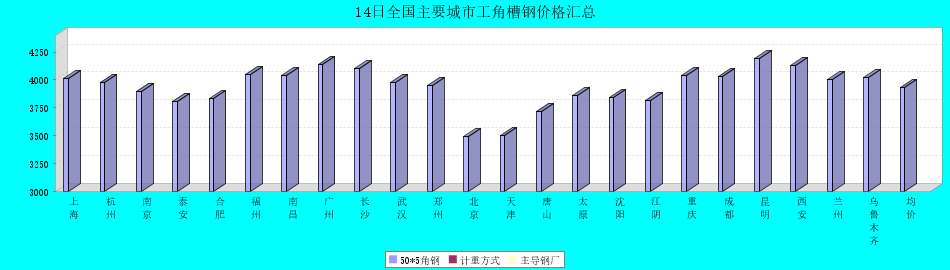 14日全国主要城市工角槽钢价格汇总
4250
4000
3750
3500
3250
3000
上海 杭州 南京 泰安 合肥 福州 南昌 广州 长沙 武汉 郑州 北京 天津 唐山 太原 沈阳 江阴 重庆 成都 昆明 西安 兰州 乌鲁木齐 均价
50*5角钢 计重方式 主导钢厂